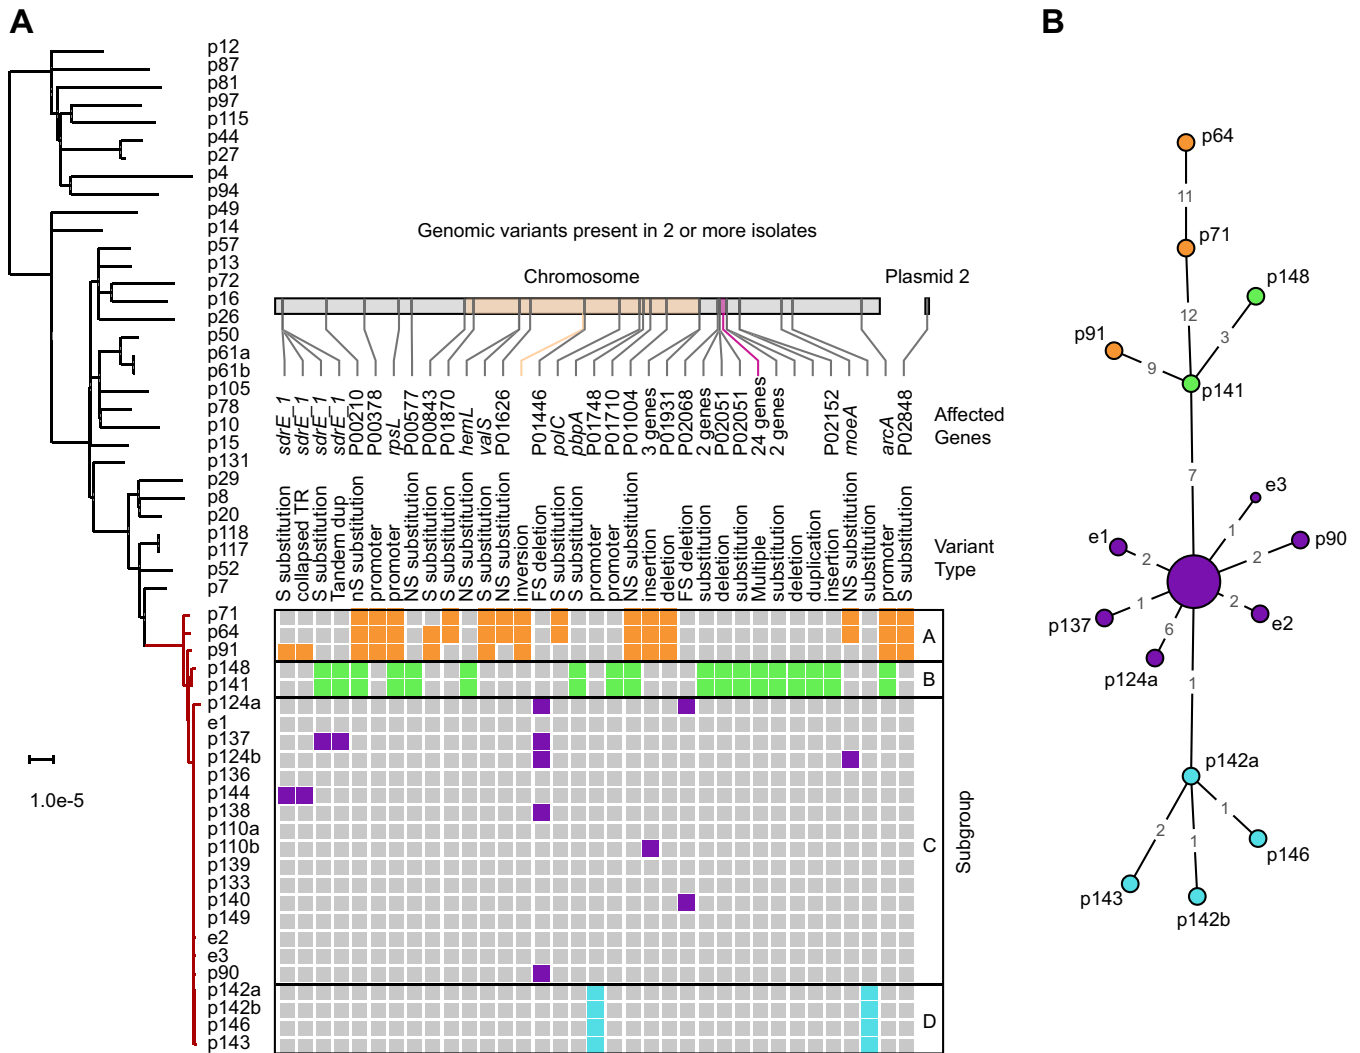 A
B
p12
p87
p81
p97
p115
p44
p27
p4
p94
p49
p14
p57
p13
p72
p16
p26
p50
p61a
p61b
p105
p78
p10
p15
p131
p29
p8
p20
p118
p117
p52
p7
p71
p64
p91
p148
p141
p124a
e1
p137
p124b
p136
p144
p138
p110a
p110b
p139
p133
p140
p149
e2
e3
p90
p142a
p142b
p146
p143
1.0e-5
Genomic variants present in 2 or more isolates
Chromosome
Plasmid 2
sdrE_1
sdrE_1
sdrE_1
sdrE_1
P00210
P00378
rpsL
P00577
P00843
P01870
hemL
valS
P01626
P01446
polC
pbpA
P01748
P01710
P01004
3 genes
P01931
P02068
2 genes
P02051
P02051
24 genes
2 genes
P02152
moeA
arcA
P02848
Affected
Genes
S substitution
collapsed TR
S substitution
Tandem dup
nS substitution
promoter
promoter
NS substitution
S substitution
S substitution
NS substitution
S substitution
NS substitution
inversion
FS deletion
S substitution
S substitution
promoter
promoter
NS substitution
insertion
deletion
FS deletion
substitution
deletion
substitution
Multiple
substitution
deletion
duplication
insertion
NS substitution
substitution
promoter
S substitution
Variant
Type
A
B
C
D
Subgroup
p64
11
p71
12
p148
3
p91
9
p141
7
e3
1
p90
2
e1
2
p137
1
p124a
6
e2
2
1
p142a
1
p146
2
p143
1
p142b